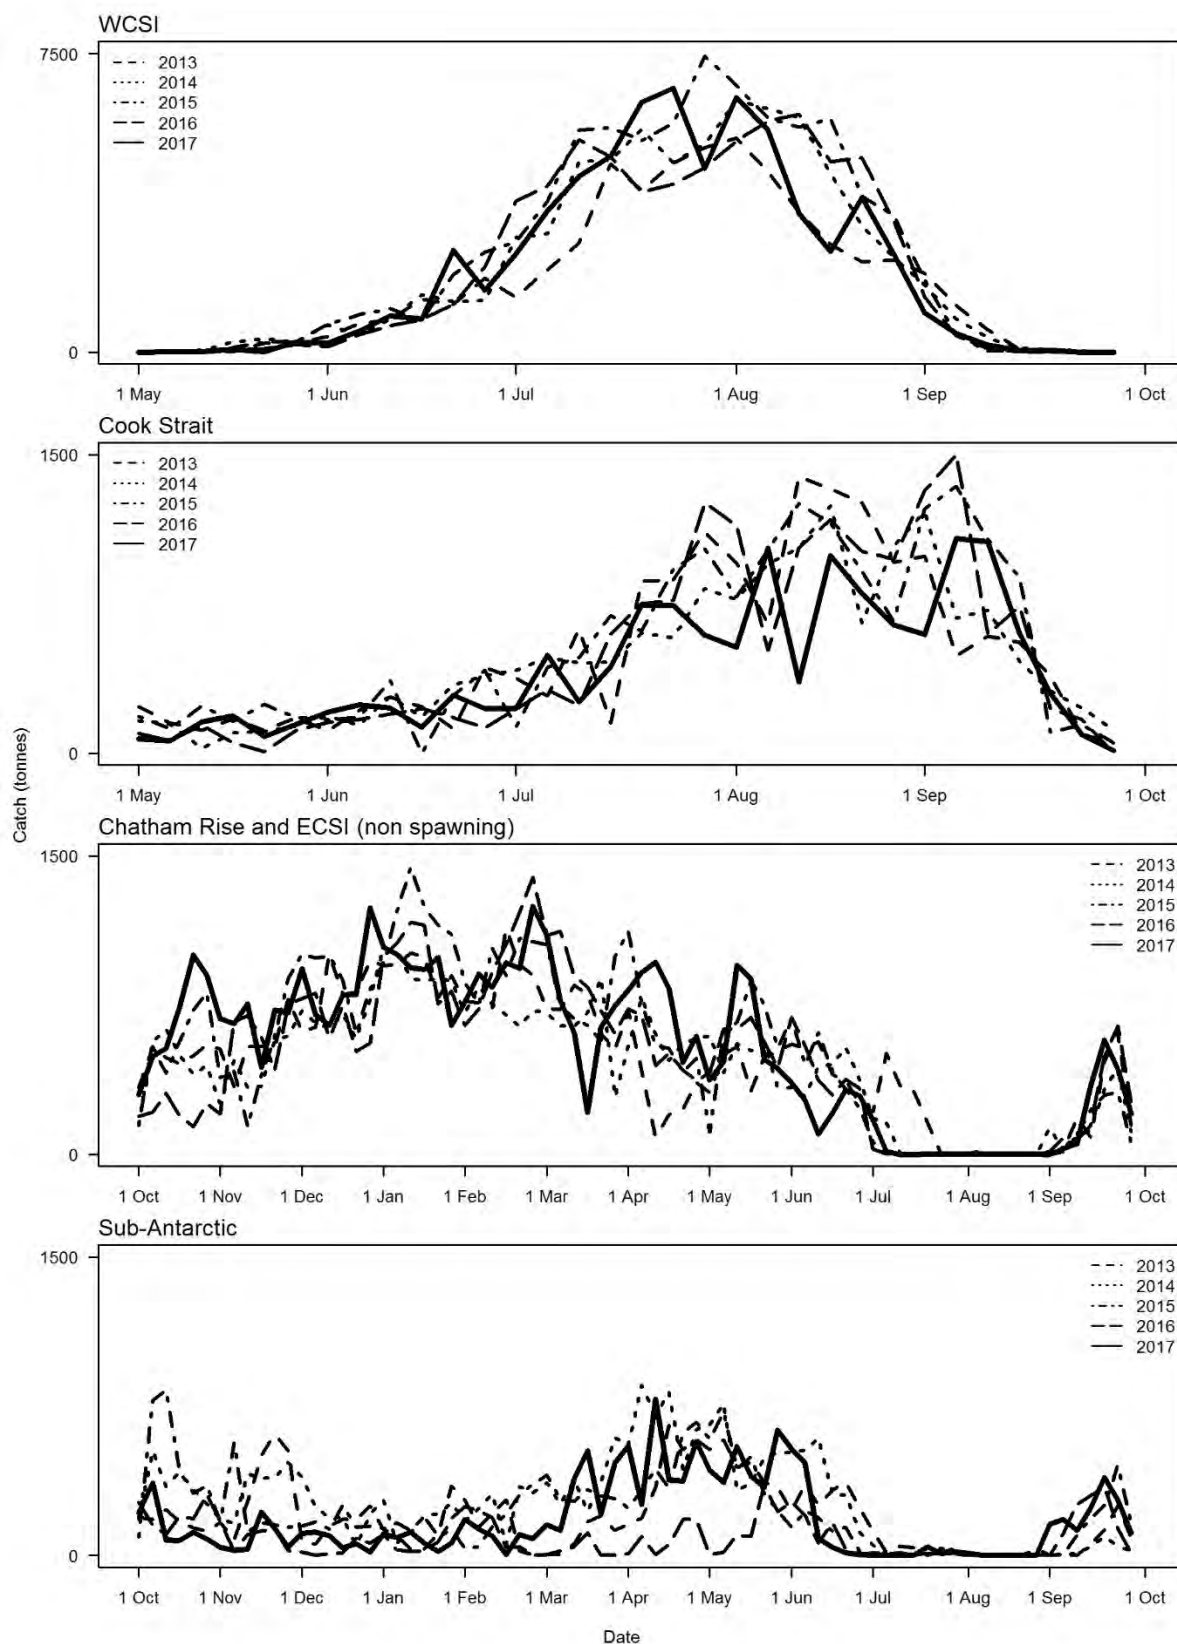 WCSI
7500
0
2013
2014
2015
2016
2017
1 May
1 Jun
1 Jul
1 Aug
1 Sep
1 Oct
Cook Strait
1500
0
2013
2014
2015
2016
2017
1 May
1 Jun
1 Jul
1 Aug
1 Sep
1 Oct
Catch (tonnes)
Chatham Rise and ECSI (non spawning)
1500
0
2013
2014
2015
2016
2017
1 Oct
1 Nov
1 Dec
1 Jan
1 Feb
1 Mar
1 Apr
1 May
1 Jun
1 Jul
1 Aug
1 Sep
1 Oct
Sub-Antarctic
1500
0
2013
2014
2015
2016
2017
1 Oct
1 Nov
1 Dec
1 Jan
1 Feb
1 Mar
1 Apr
1 May
1 Jun
1 Jul
1 Aug
1 Sep
1 Oct
Date